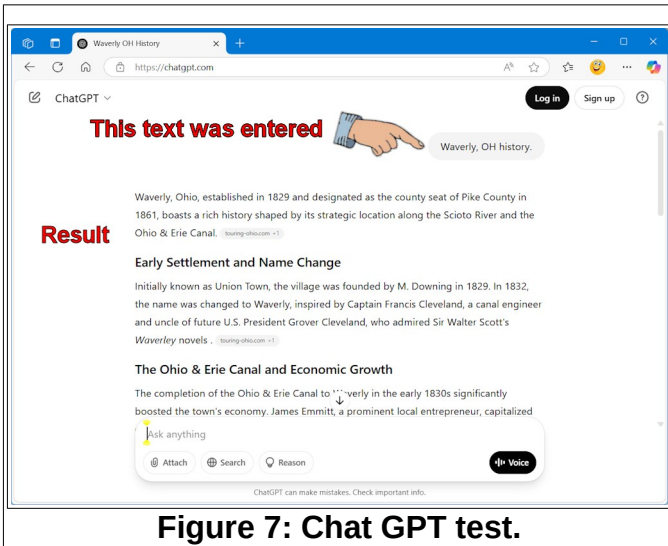 Waverly OH History
https://chatgpt.com
ChatGPT
Log in
Sign up
This text was entered
Waverly, OH history.
Result
Waverly, Ohio, established in 1829 and designated as the county seat of Pike County in
1861, boasts a rich history shaped by its strategic location along the Scioto River and the
Ohio & Erie Canal. touring-ohio.com +1
Early Settlement and Name Change
Initially known as Union Town, the village was founded by M. Downing in 1829. In 1832,
the name was changed to Waverly, inspired by Captain Francis Cleveland, a canal engineer
and uncle of future U.S. President Grover Cleveland, who admired Sir Walter Scott's
Waverley novels . touring-ohio.com +1
The Ohio & Erie Canal and Economic Growth
The completion of the Ohio & Erie Canal to Waverly in the early 1830s significantly
boosted the town's economy. James Emmitt, a prominent local entrepreneur, capitalized
Ask anything
Attach
Search
Reason
Voice
ChatGPT can make mistakes. Check important info.
Figure 7: Chat GPT test.